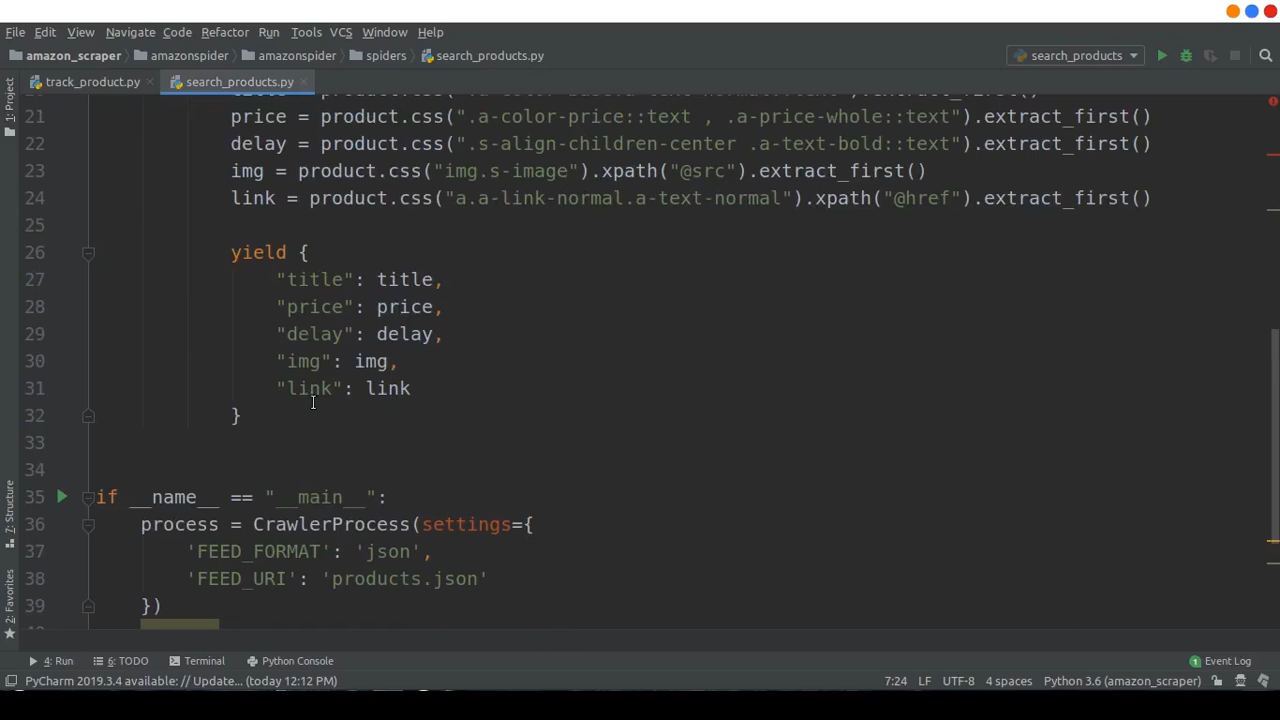 File Edit View Navigate Code Refactor Run Tools VCS Window Help
amazon_scraper amazonspider amazonspider spiders search_products.py search_products
track_product.py search_products.py
1: Project
21 price = product.css(".a-color-price::text , .a-price-whole::text").extract_first()
22 delay = product.css(".s-align-children-center .a-text-bold::text").extract_first()
23 img = product.css("img.s-image").xpath("@src").extract_first()
24 link = product.css("a.a-link-normal.a-text-normal").xpath("@href").extract_first()
25
26 yield {
27 "title": title,
28 "price": price,
29 "delay": delay,
30 "img": img,
31 "link": link
32 }
33
34
35 if __name__ == "__main__":
36 process = CrawlerProcess(settings={
37 'FEED_FORMAT': 'json',
38 'FEED_URI': 'products.json'
39 })
7: Structure
2: Favorites
4: Run 6: TODO Terminal Python Console 1 Event Log
PyCharm 2019.3.4 available: // Update... (today 12:12 PM) 7:24 LF UTF-8 4 spaces Python 3.6 (amazon_scraper)